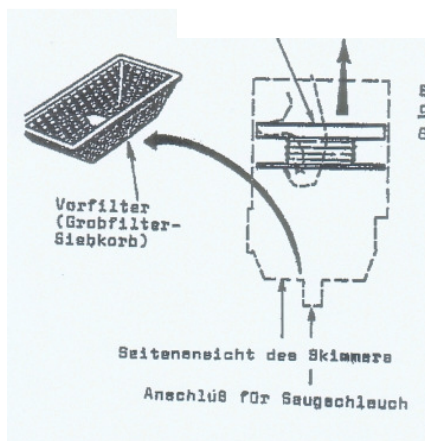 Vorfilter
(Grobfilter-
Siebkorb)
Seitenansicht des Skimmers
Anschluß für Saugschlauch